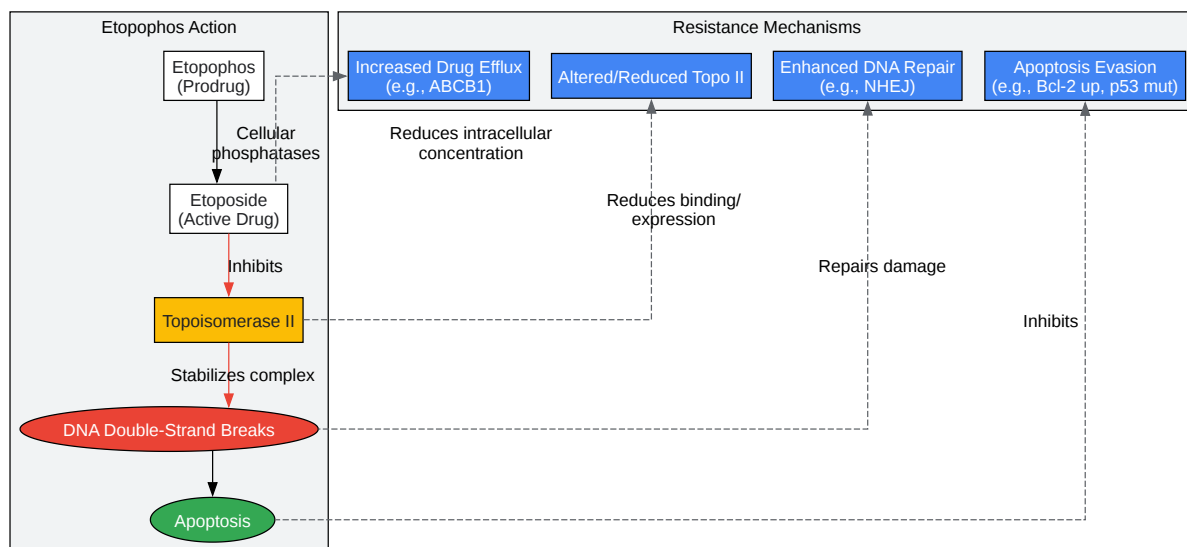 Etopophos Action
Etopophos
(Prodrug)
Cellular
phosphatases
Etoposide
(Active Drug)
Inhibits
Topoisomerase II
Stabilizes complex
DNA Double-Strand Breaks
Apoptosis
Resistance Mechanisms
Increased Drug Efflux
(e.g., ABCB1)
Altered/Reduced Topo II
Enhanced DNA Repair
(e.g., NHEJ)
Apoptosis Evasion
(e.g., Bcl-2 up, p53 mut)
Reduces intracellular
concentration
Reduces binding/
expression
Repairs damage
Inhibits